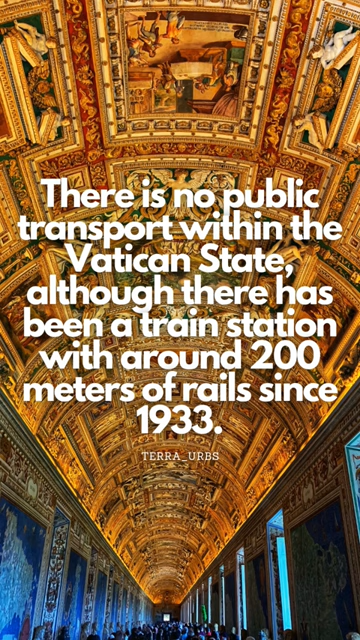 There is no public
transport within the
Vatican State,
although there has
been a train station
with around 200
meters of rails since
1933.
TERRA_URBS